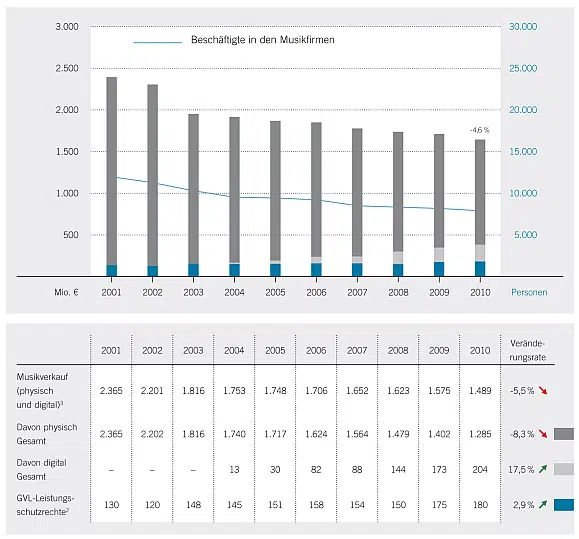 3.000
30.000
Beschäftigte in den Musikfirmen
2.500
25.000
2.000
20.000
-4,6 %
1.500
15.000
1.000
10.000
500
5.000
Mio. € 2001 2002 2003 2004 2005 2006 2007 2008 2009 2010 Personen
2001 2002 2003 2004 2005 2006 2007 2008 2009 2010 Verände-
rungsrate
Musikverkauf
(physisch 2.365 2.201 1.816 1.753 1.748 1.706 1.652 1.623 1.575 1.489 -5,5 %
und digital)³
Davon physisch 2.365 2.202 1.816 1.740 1.717 1.624 1.564 1.479 1.402 1.285 -8,3 %
Gesamt
Davon digital – – – 13 30 82 88 144 173 204 17,5 %
Gesamt
GVL-Leistungs- 130 120 148 145 151 158 154 150 175 180 2,9 %
schutzrechte²